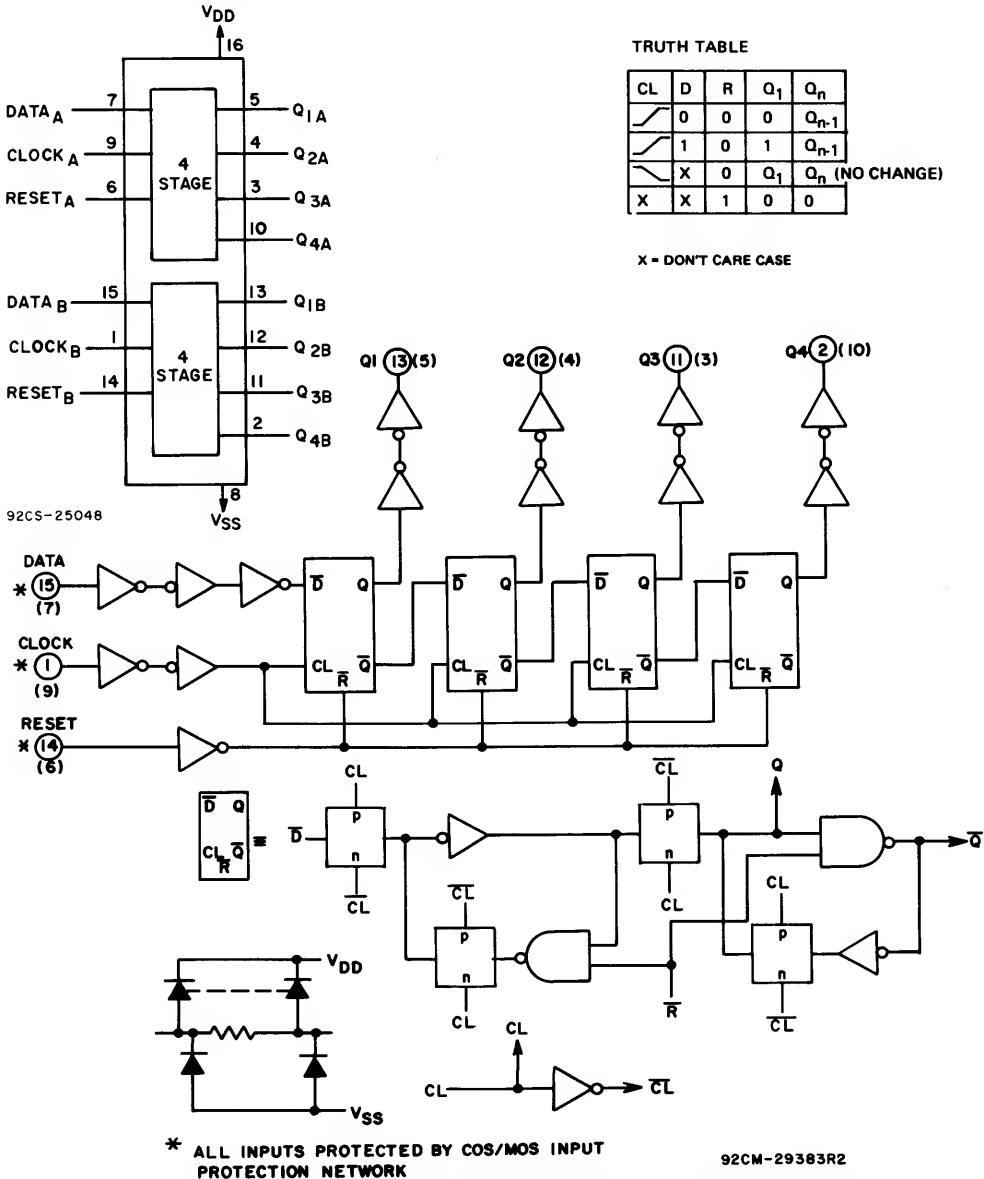 VDD
16
DATAA 7 5 Q1A
CLOCKA 9 4 Q2A
RESETA 6 3 Q3A
10 Q4A
4
STAGE
DATAB 15 13 Q1B
CLOCKB 1 12 Q2B
RESETB 14 11 Q3B
2 Q4B
4
STAGE
8
VSS
92CS-25048
TRUTH TABLE
CL D R Q1 Qn
0 0 0 Qn-1
1 0 1 Qn-1
X 0 Q1 Qn (NO CHANGE)
X X 1 0 0
X = DON'T CARE CASE
Q1 13 (5) Q2 12 (4) Q3 11 (3) Q4 2 (10)
DATA
* 15
(7)
D̅ Q D̅ Q D̅ Q D̅ Q
CLOCK
* 1
(9)
CL R̅ Q̅ CL R̅ Q̅ CL R̅ Q̅ CL R̅ Q̅
RESET
* 14
(6)
D̅ Q
CL R̅ Q̅ ≡
D̅
CL
p
n
C̅L̅
C̅L̅
p
n
CL
C̅L̅
p
n
CL
Q
Q̅
CL
p
n
C̅L̅
R̅
VDD
VSS
CL
CL C̅L̅
* ALL INPUTS PROTECTED BY COS/MOS INPUT
PROTECTION NETWORK
92CM-29383R2